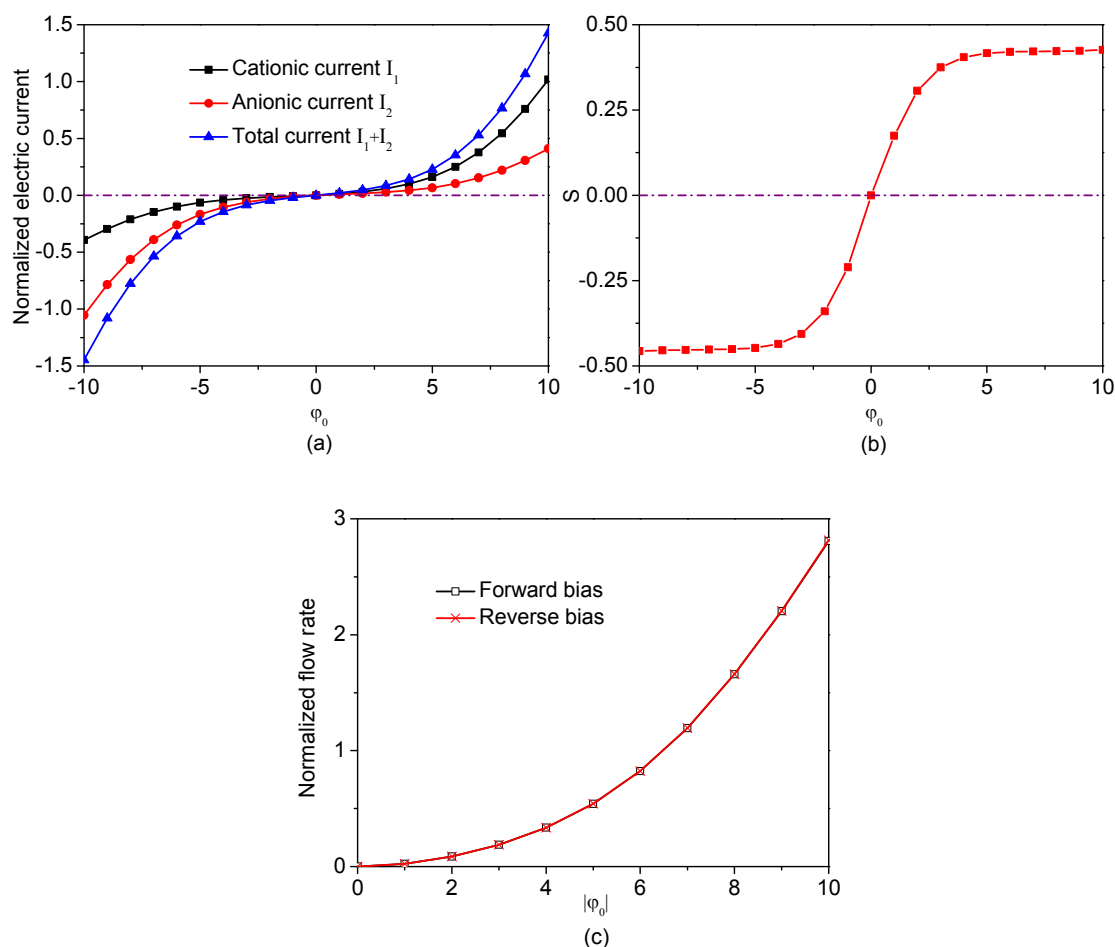 1.5
1.0
0.5
0.0
-0.5
-1.0
-1.5
Normalized electric current
Cationic current I₁
Anionic current I₂
Total current I₁+I₂
-10 -5 0 5 10
φ₀
(a)
0.50
0.25
0.00
-0.25
-0.50
S
-10 -5 0 5 10
φ₀
(b)
3
2
1
0
Normalized flow rate
Forward bias
Reverse bias
0 2 4 6 8 10
|φ₀|
(c)